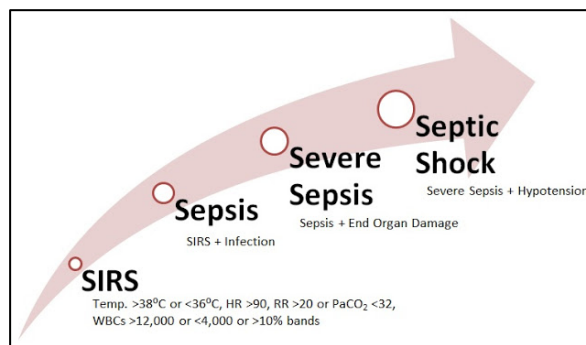 Septic
Shock
Severe Sepsis + Hypotension
Severe
Sepsis
Sepsis + End Organ Damage
Sepsis
SIRS + Infection
SIRS
Temp. >38⁰C or <36⁰C, HR >90, RR >20 or PaCO₂ <32,
WBCs >12,000 or <4,000 or >10% bands